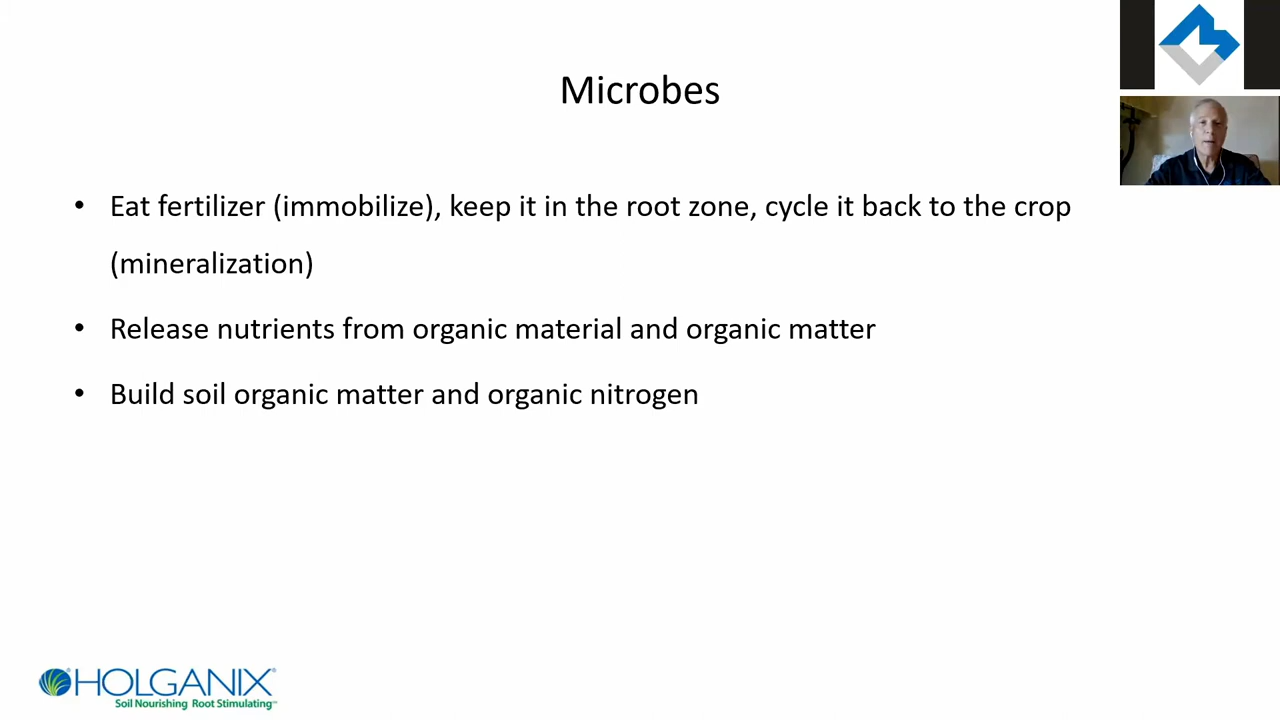 Microbes
• Eat fertilizer (immobilize), keep it in the root zone, cycle it back to the crop
(mineralization)
• Release nutrients from organic material and organic matter
• Build soil organic matter and organic nitrogen
HOLGANIX®
Soil Nourishing Root Stimulating™